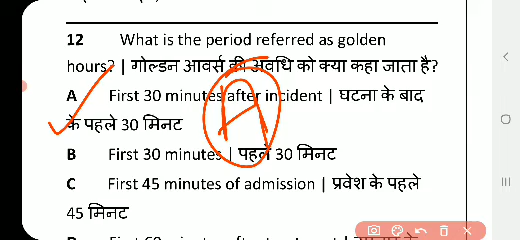 12 What is the period referred as golden
hours? | गोल्डन आवर्स की अवधि को क्या कहा जाता है?
A First 30 minutes after incident | घटना के बाद
के पहले 30 मिनट
A
B First 30 minutes | पहले 30 मिनट
C First 45 minutes of admission | प्रवेश के पहले
45 मिनट